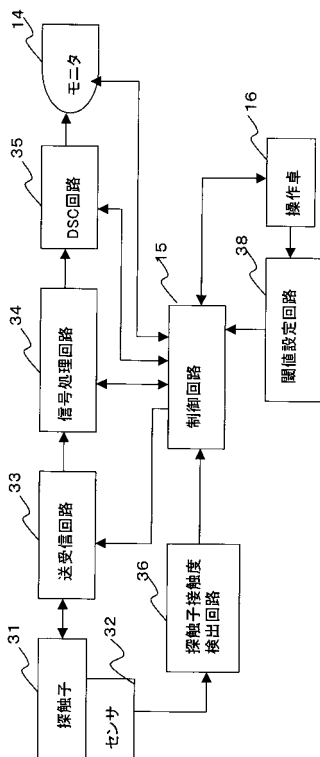 31
探触子
センサ
32
33
送受信回路
34
信号処理回路
35
DSC回路
14
モニタ
36
探触子接触度
検出回路
15
制御回路
38
閾値設定回路
16
操作卓